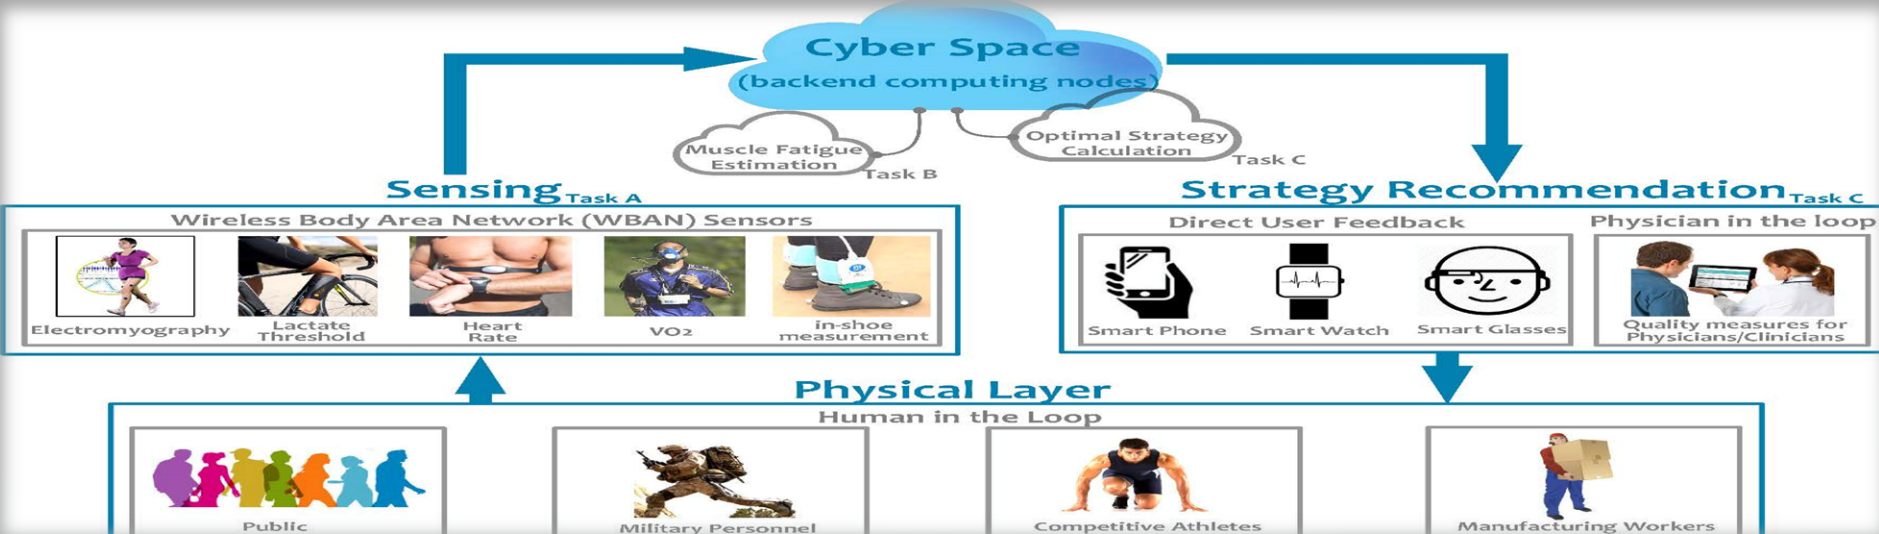 Cyber Space
(backend computing nodes)
Muscle Fatigue
Estimation
Task B
Optimal Strategy
Calculation
Task C
Sensing Task A
Wireless Body Area Network (WBAN) Sensors
Electromyography
Lactate
Threshold
Heart
Rate
VO2
in-shoe
measurement
Strategy Recommendation Task C
Direct User Feedback
Smart Phone
Smart Watch
Smart Glasses
Physician in the loop
Quality measures for
Physicians/Clinicians
Physical Layer
Human in the Loop
Public
Military Personnel
Competitive Athletes
Manufacturing Workers